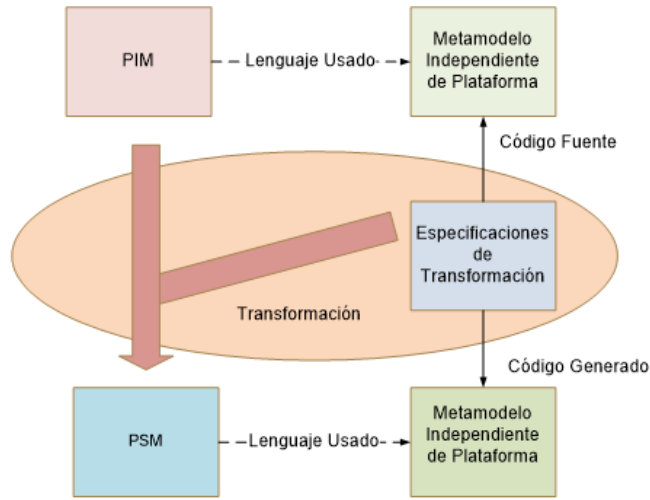 PIM
Lenguaje Usado
Metamodelo
Independiente
de Plataforma
Código Fuente
Especificaciones
de
Transformación
Transformación
Código Generado
PSM
Lenguaje Usado
Metamodelo
Independiente
de Plataforma